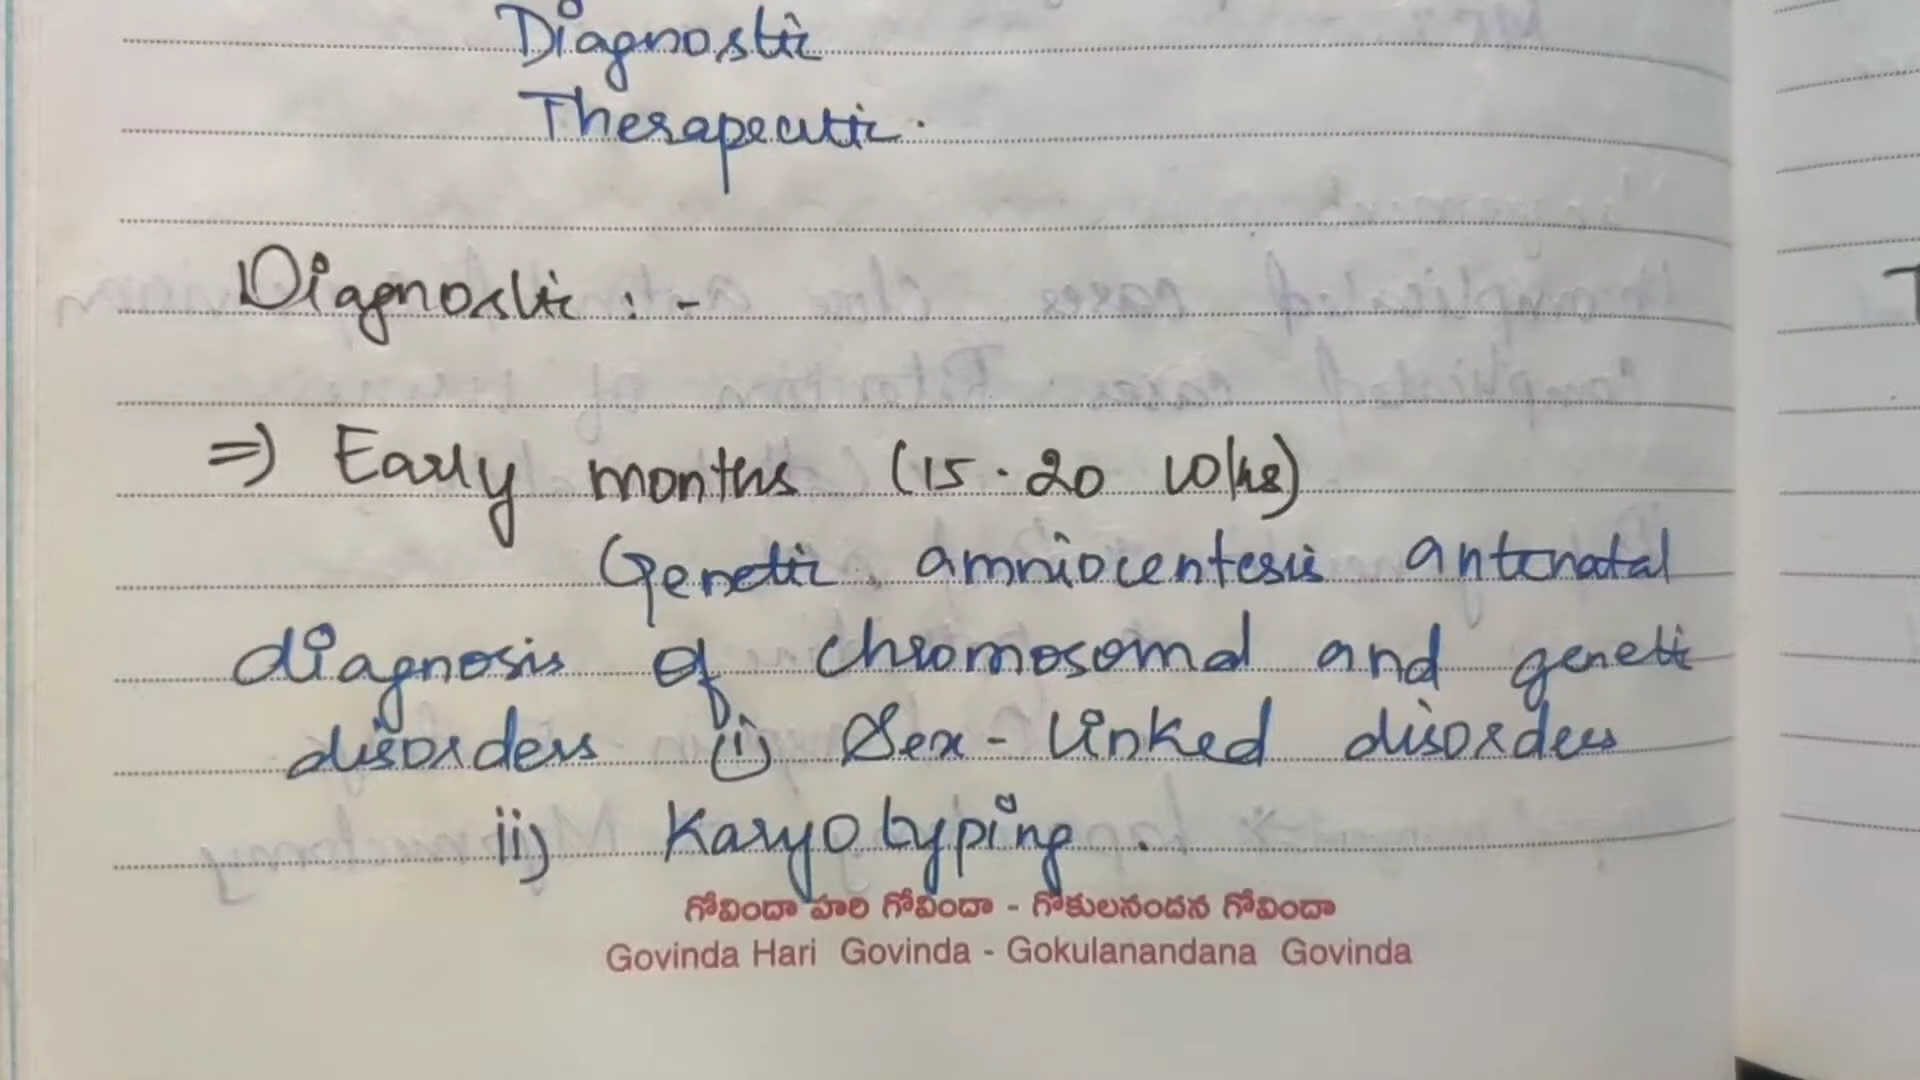 Diagnostic
Therapeutic.
Diagnostic :-
=) Early months (15-20 wks)
Genetic amniocentesis antenatal
diagnosis of chromosomal and genetic
disorders (i) Sex-linked disorders
ii) Karyotyping.
గోవిందా హరి గోవిందా - గోకులనందన గోవిందా
Govinda Hari Govinda - Gokulanandana Govinda